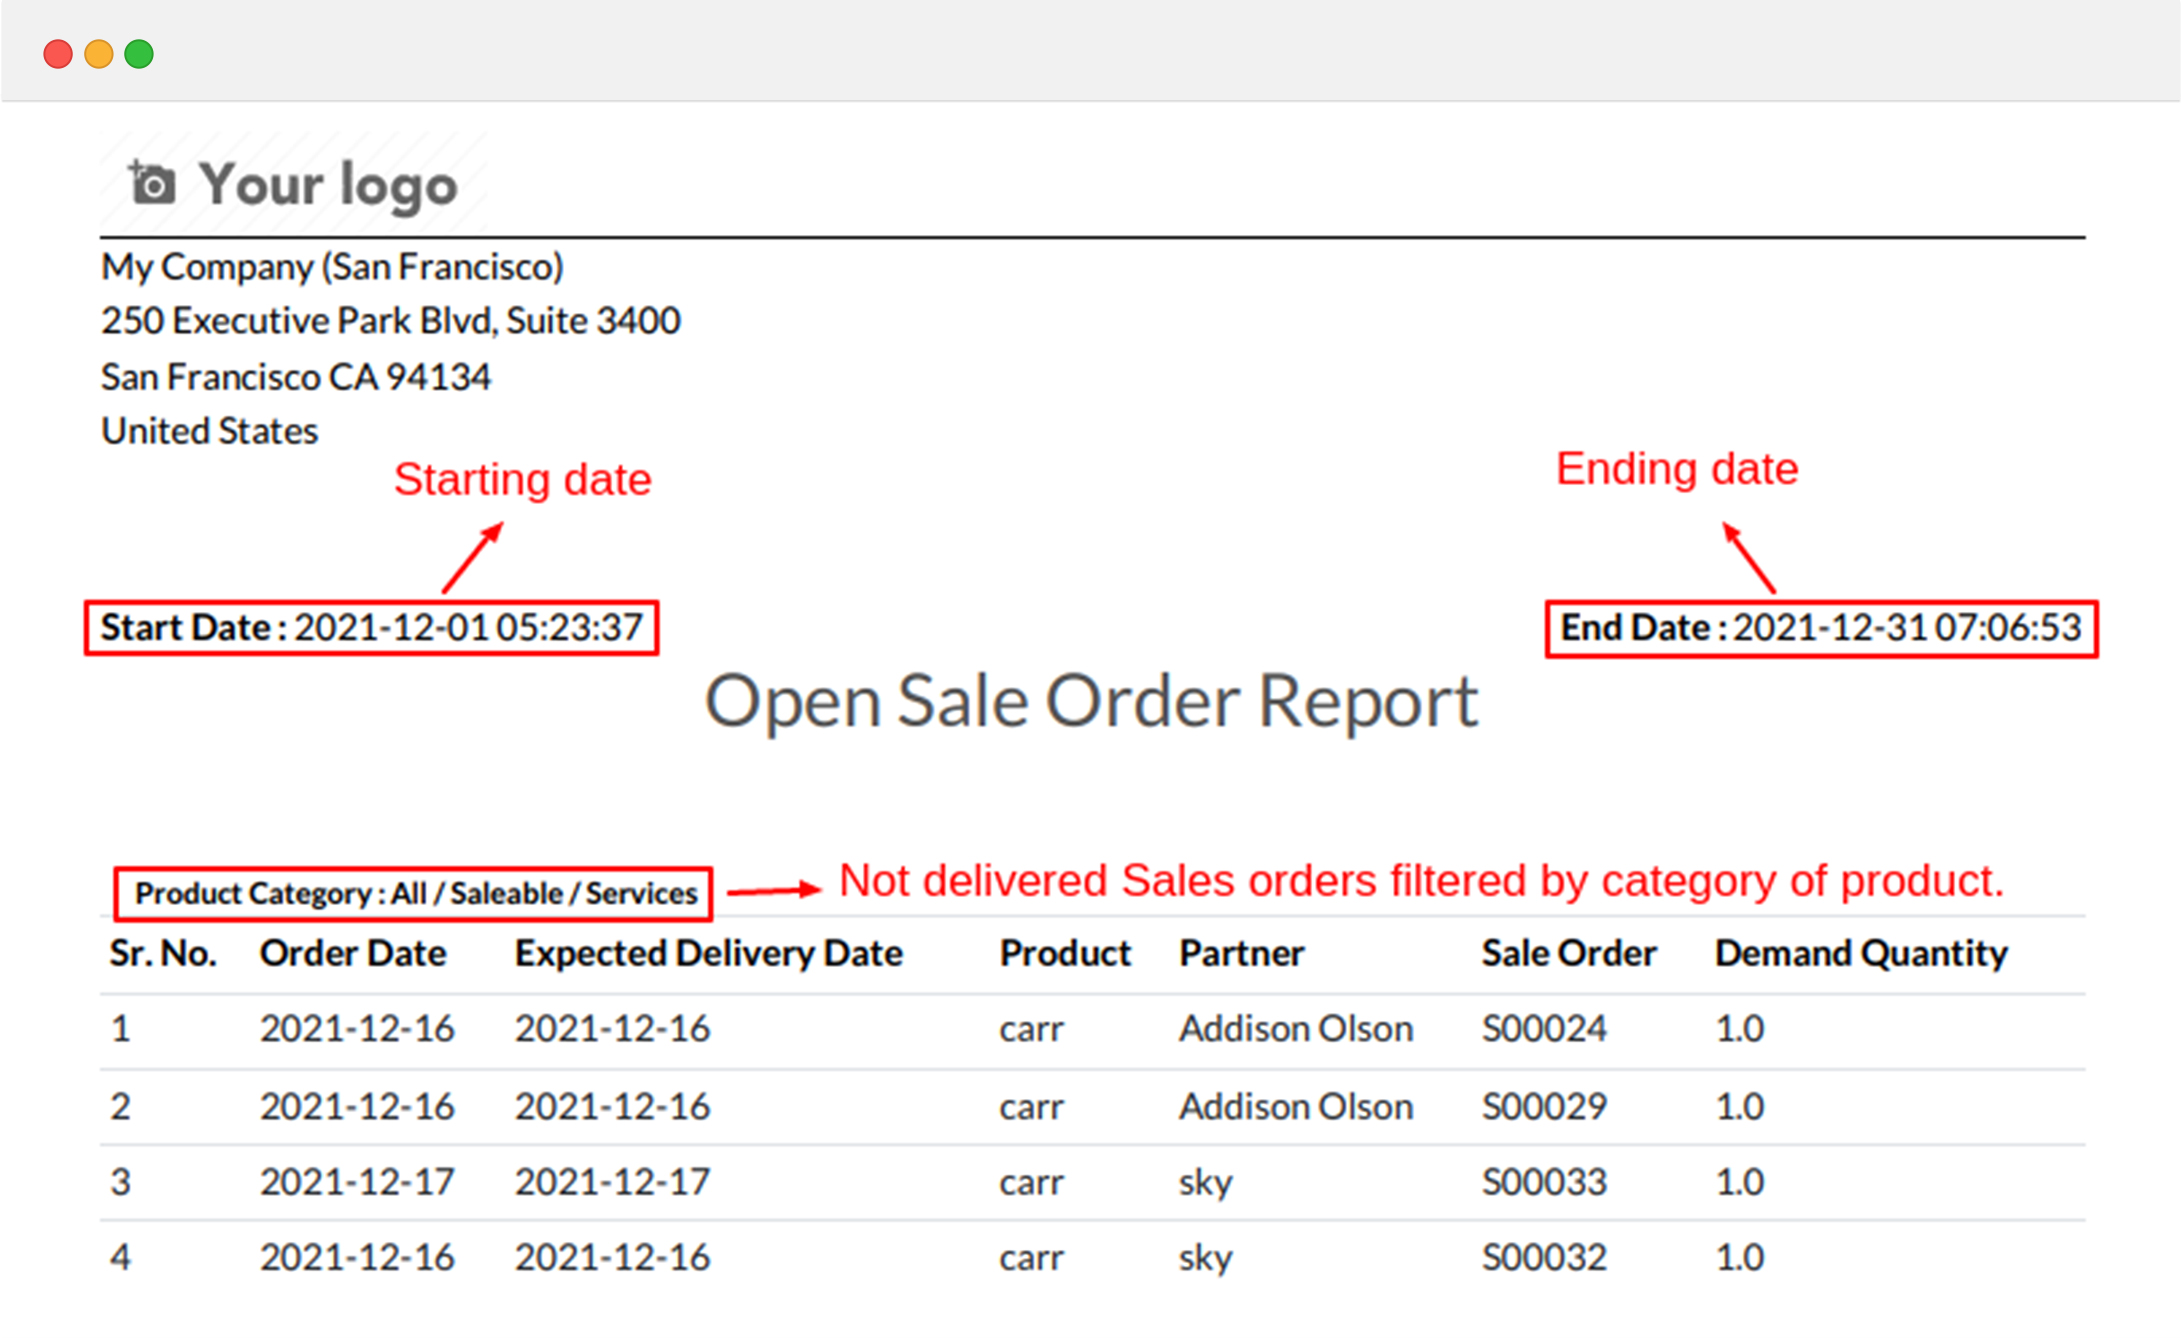 Your logo
My Company (San Francisco)
250 Executive Park Blvd, Suite 3400
San Francisco CA 94134
United States
Starting date
Ending date
Start Date : 2021-12-01 05:23:37
End Date : 2021-12-31 07:06:53
Open Sale Order Report
Product Category : All / Saleable / Services
Not delivered Sales orders filtered by category of product.
Sr. No. Order Date Expected Delivery Date Product Partner Sale Order Demand Quantity
1 2021-12-16 2021-12-16 carr Addison Olson S00024 1.0
2 2021-12-16 2021-12-16 carr Addison Olson S00029 1.0
3 2021-12-17 2021-12-17 carr sky S00033 1.0
4 2021-12-16 2021-12-16 carr sky S00032 1.0